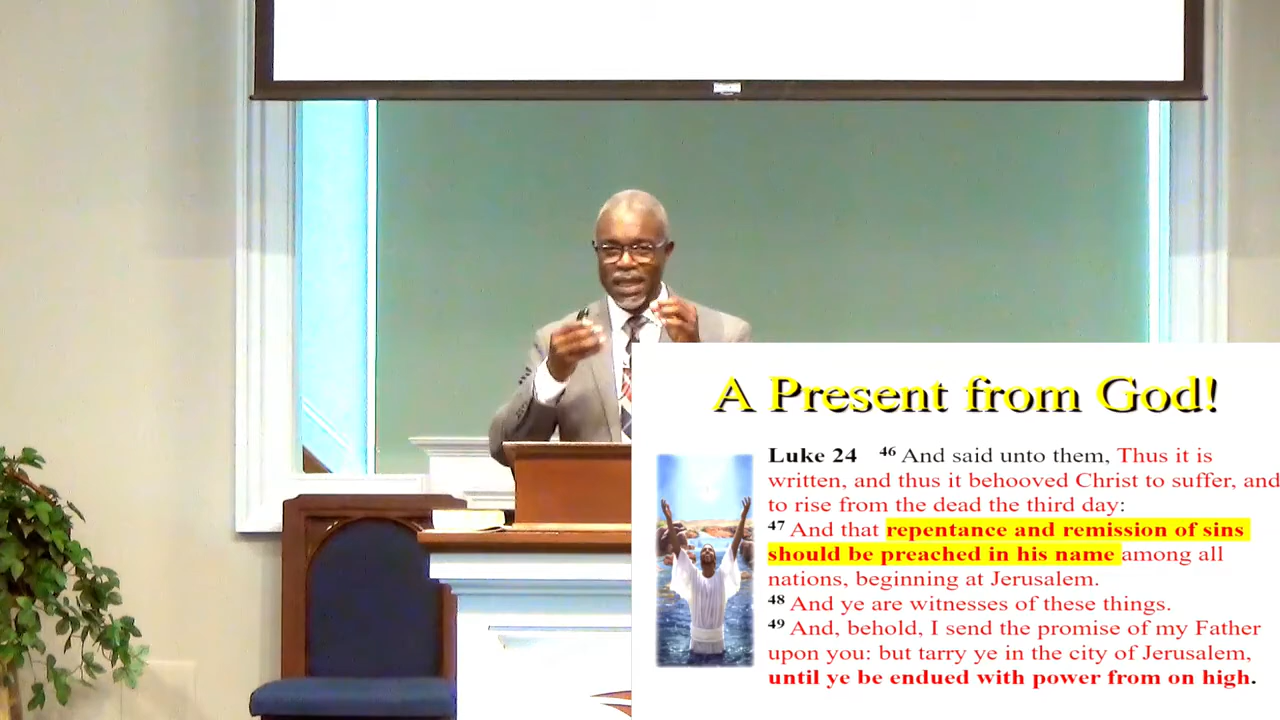 A Present from God!
Luke 24 46 And said unto them, Thus it is
written, and thus it behooved Christ to suffer, and
to rise from the dead the third day:
47 And that repentance and remission of sins
should be preached in his name among all
nations, beginning at Jerusalem.
48 And ye are witnesses of these things.
49 And, behold, I send the promise of my Father
upon you: but tarry ye in the city of Jerusalem,
until ye be endued with power from on high.